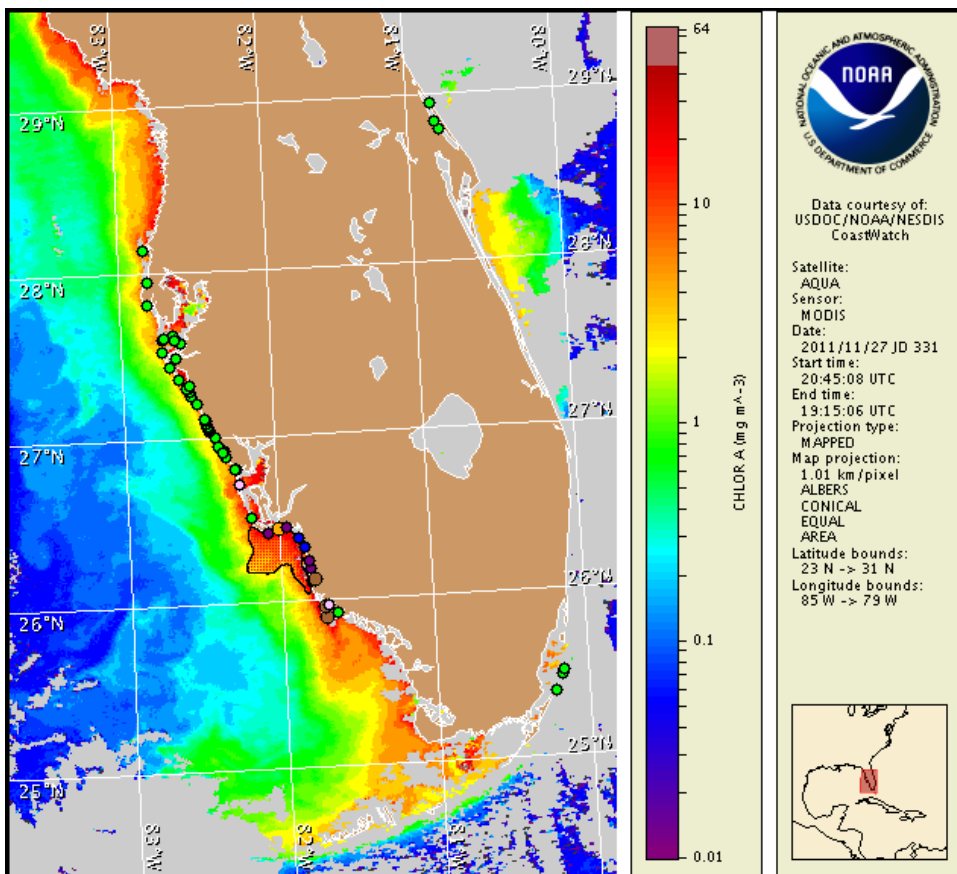 83°W
82°W
81°W
80°W
29°N
29°N
28°N
28°N
27°N
27°N
26°N
26°N
25°N
25°N
83°W
82°W
81°W
64
10
1
0.1
0.01
CHLOR A (mg m^-3)
NATIONAL OCEANIC AND ATMOSPHERIC ADMINISTRATION
NOAA
U.S. DEPARTMENT OF COMMERCE
Data courtesy of:
USDOC/NOAA/NESDIS
CoastWatch
Satellite:
AQUA
Sensor:
MODIS
Date:
2011/11/27 JD 331
Start time:
20:45:08 UTC
End time:
19:15:06 UTC
Projection type:
MAPPED
Map projection:
1.01 km/pixel
ALBERS
CONICAL
EQUAL
AREA
Latitude bounds:
23 N -> 31 N
Longitude bounds:
85 W -> 79 W